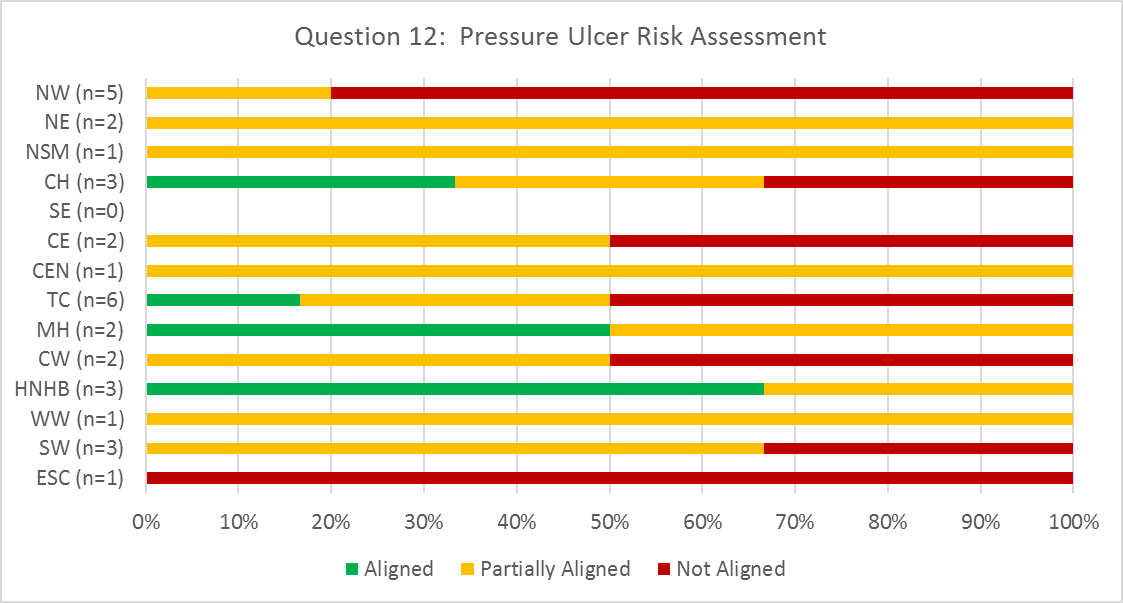 Question 12:  Pressure Ulcer Risk Assessment
NW (n=5)
NE (n=2)
NSM (n=1)
CH (n=3)
SE (n=0)
CE (n=2)
CEN (n=1)
TC (n=6)
MH (n=2)
CW (n=2)
HNHB (n=3)
WW (n=1)
SW (n=3)
ESC (n=1)
0% 10% 20% 30% 40% 50% 60% 70% 80% 90% 100%
Aligned Partially Aligned Not Aligned